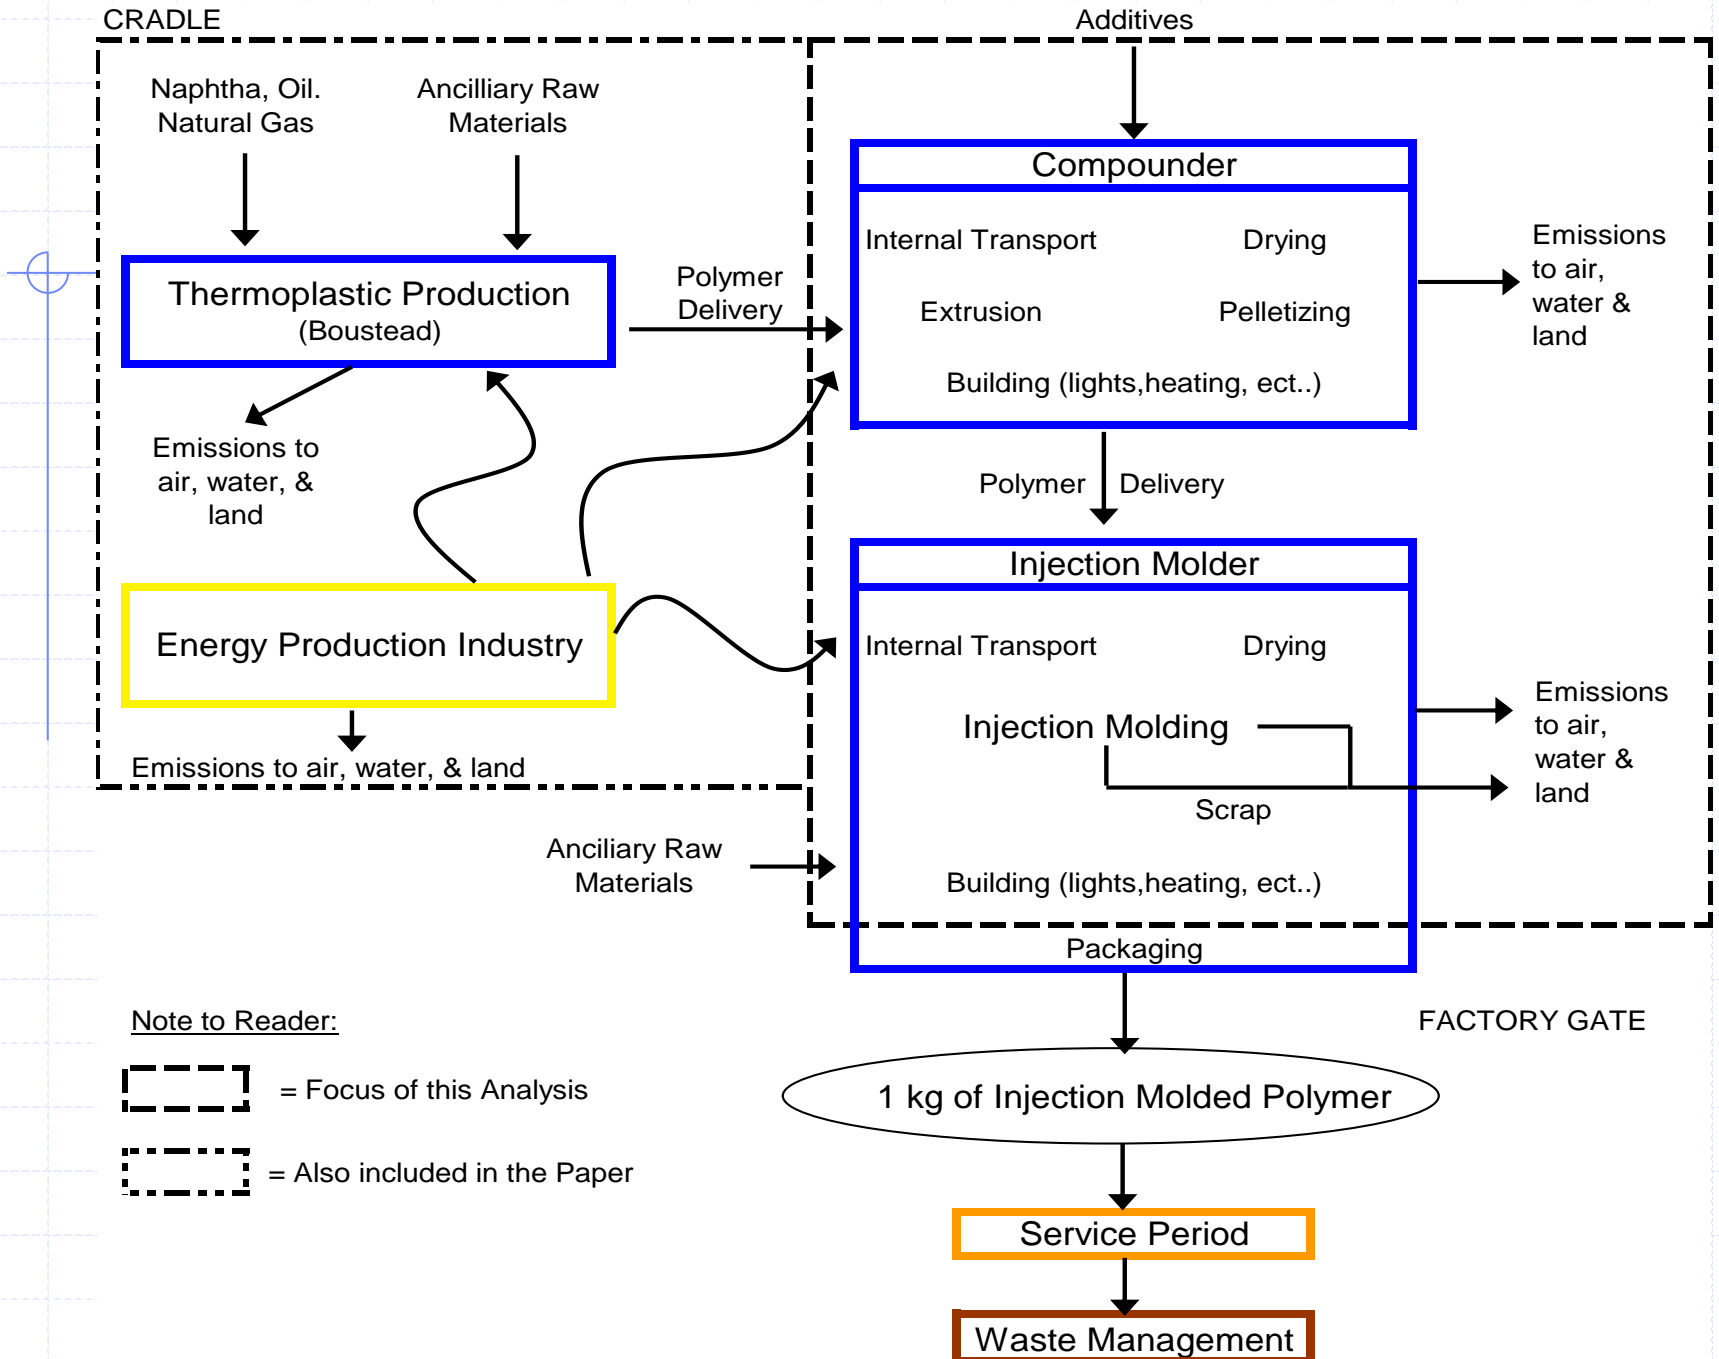 CRADLE
Additives
Naphtha, Oil.
Natural Gas
Ancilliary Raw
Materials
Compounder
Internal Transport
Drying
Extrusion
Pelletizing
Building (lights,heating, ect..)
Emissions
to air,
water &
land
Thermoplastic Production
(Boustead)
Polymer
Delivery
Emissions to
air, water, &
land
Polymer Delivery
Injection Molder
Internal Transport
Drying
Injection Molding
Scrap
Building (lights,heating, ect..)
Packaging
Emissions
to air,
water &
land
Energy Production Industry
Emissions to air, water, & land
Anciliary Raw
Materials
Note to Reader:
= Focus of this Analysis
= Also included in the Paper
FACTORY GATE
1 kg of Injection Molded Polymer
Service Period
Waste Management